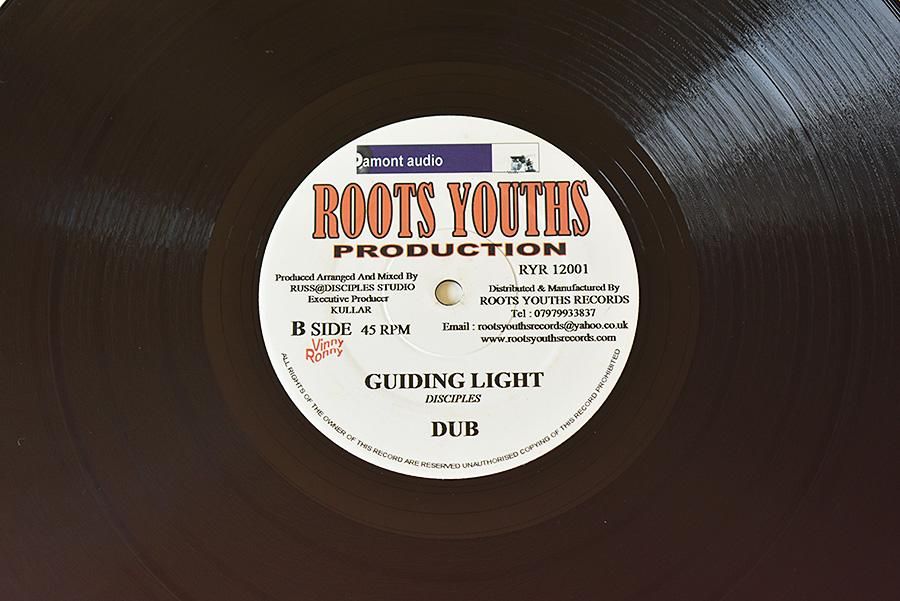 Damont audio
ROOTS YOUTHS
PRODUCTION
RYR 12001
Produced Arranged And Mixed By
RUSS@DISCIPLES STUDIO
Executive Producer
KULLAR
Distributed & Manufactured By
ROOTS YOUTHS RECORDS
Tel : 07979933837
Email : rootsyouthsrecords@yahoo.co.uk
www.rootsyouthsrecords.com
B SIDE 45 RPM
Vinny
Ronny
GUIDING LIGHT
DISCIPLES
DUB
ALL RIGHTS OF THE OWNER OF THIS RECORD ARE RESERVED UNAUTHORISED COPYING OF THIS RECORD PROHIBITED